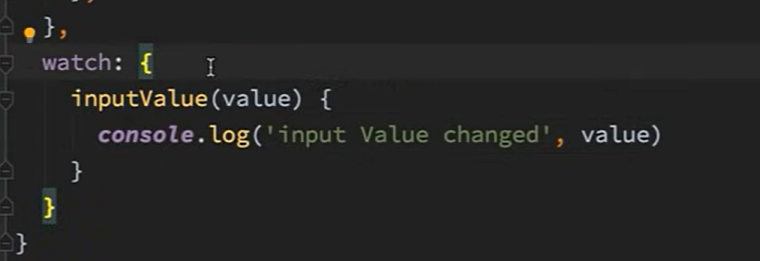 },
watch: {
inputValue(value) {
console.log('input Value changed', value)
}
}
}